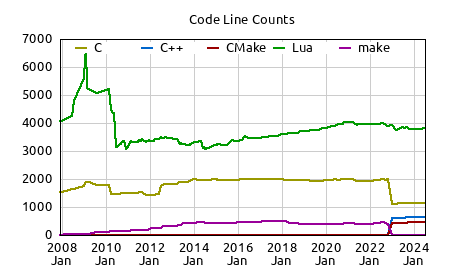 Code Line Counts
C C++ CMake Lua make
7000
6000
5000
4000
3000
2000
1000
0
2008 2010 2012 2014 2016 2018 2020 2022 2024
Jan Jan Jan Jan Jan Jan Jan Jan Jan